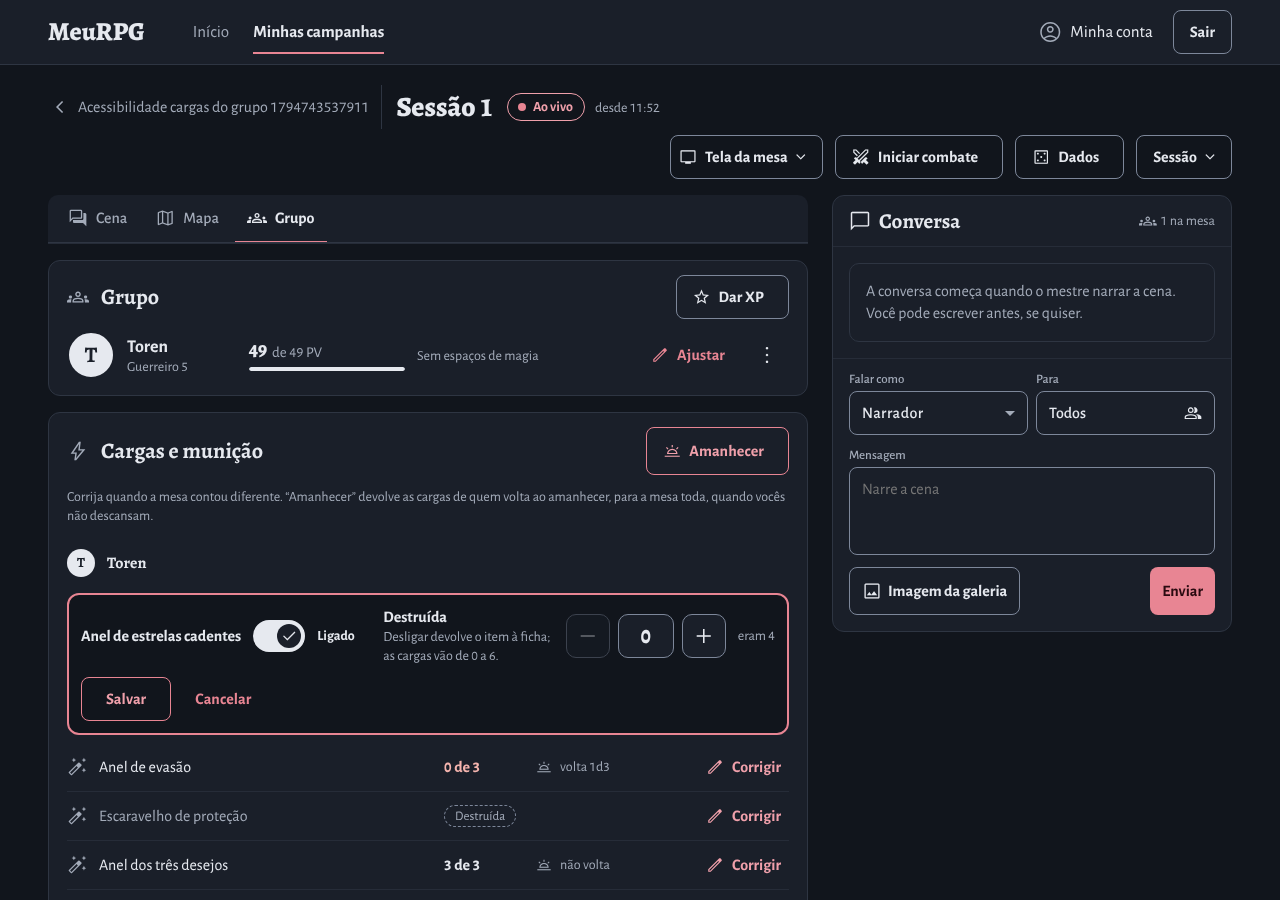 MeuRPG
Início
Minhas campanhas
Minha conta
Sair
Acessibilidade cargas do grupo 1794743537911
Sessão 1
Ao vivo
desde 11:52
Tela da mesa
Iniciar combate
Dados
Sessão
Cena
Mapa
Grupo
Grupo
Dar XP
T
Toren
Guerreiro 5
49 de 49 PV
Sem espaços de magia
Ajustar
Cargas e munição
Amanhecer
Corrija quando a mesa contou diferente. “Amanhecer” devolve as cargas de quem volta ao amanhecer, para a mesa toda, quando vocês
não descansam.
T
Toren
Anel de estrelas cadentes
Ligado
Destruída
Desligar devolve o item à ficha;
as cargas vão de 0 a 6.
0
eram 4
Salvar
Cancelar
Anel de evasão
0 de 3
volta 1d3
Corrigir
Escaravelho de proteção
Destruída
Corrigir
Anel dos três desejos
3 de 3
não volta
Corrigir
Conversa
1 na mesa
A conversa começa quando o mestre narrar a cena.
Você pode escrever antes, se quiser.
Falar como
Para
Narrador
Todos
Mensagem
Narre a cena
Imagem da galeria
Enviar